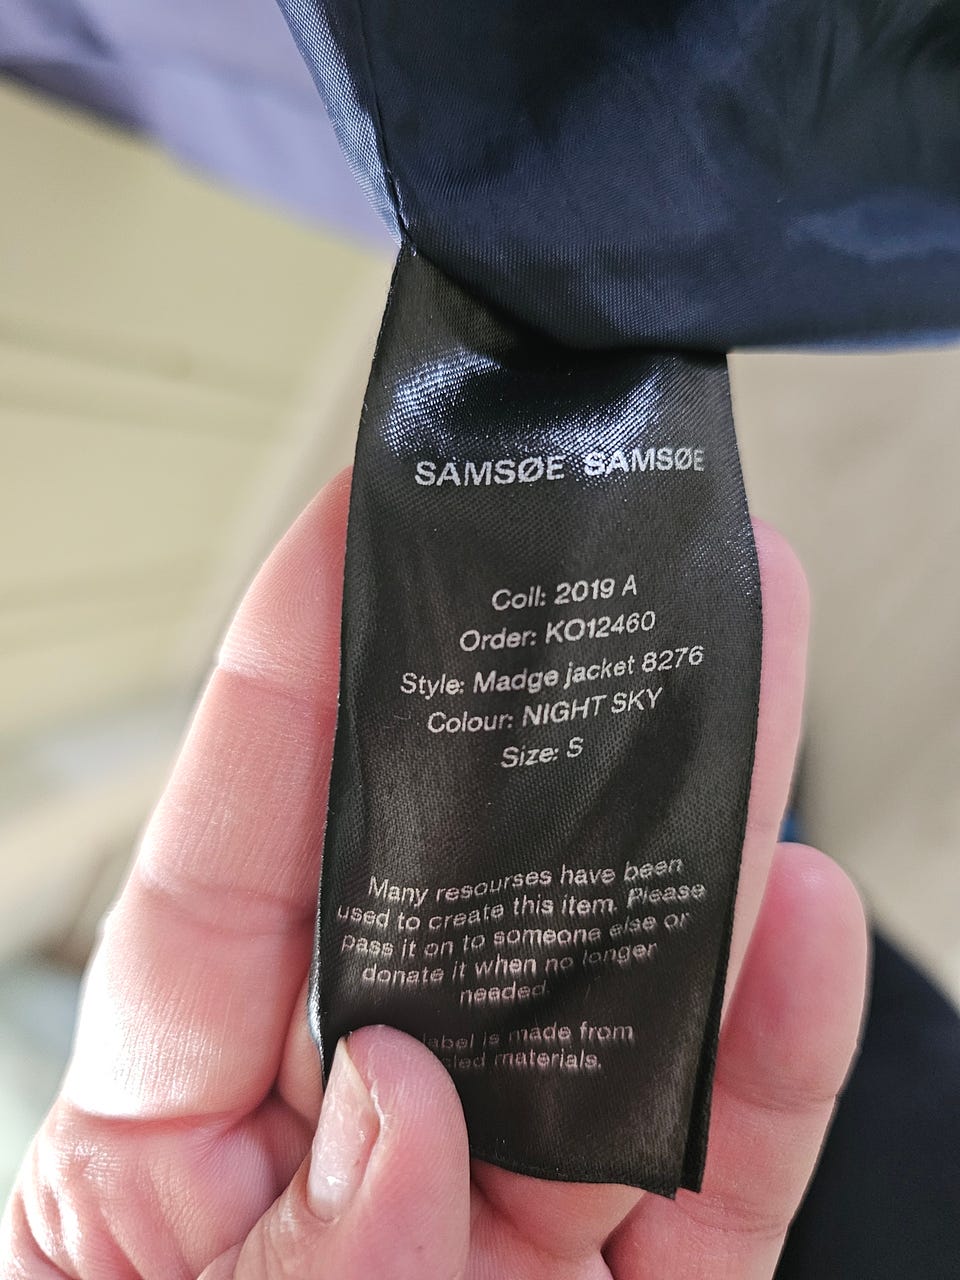 SAMSØE SAMSØE
Coll: 2019 A
Order: KO12460
Style: Madge jacket 8276
Colour: NIGHT SKY
Size: S
Many resourses have been
used to create this item. Please
pass it on to someone else or
donate it when no longer
needed.
label is made from
materials.